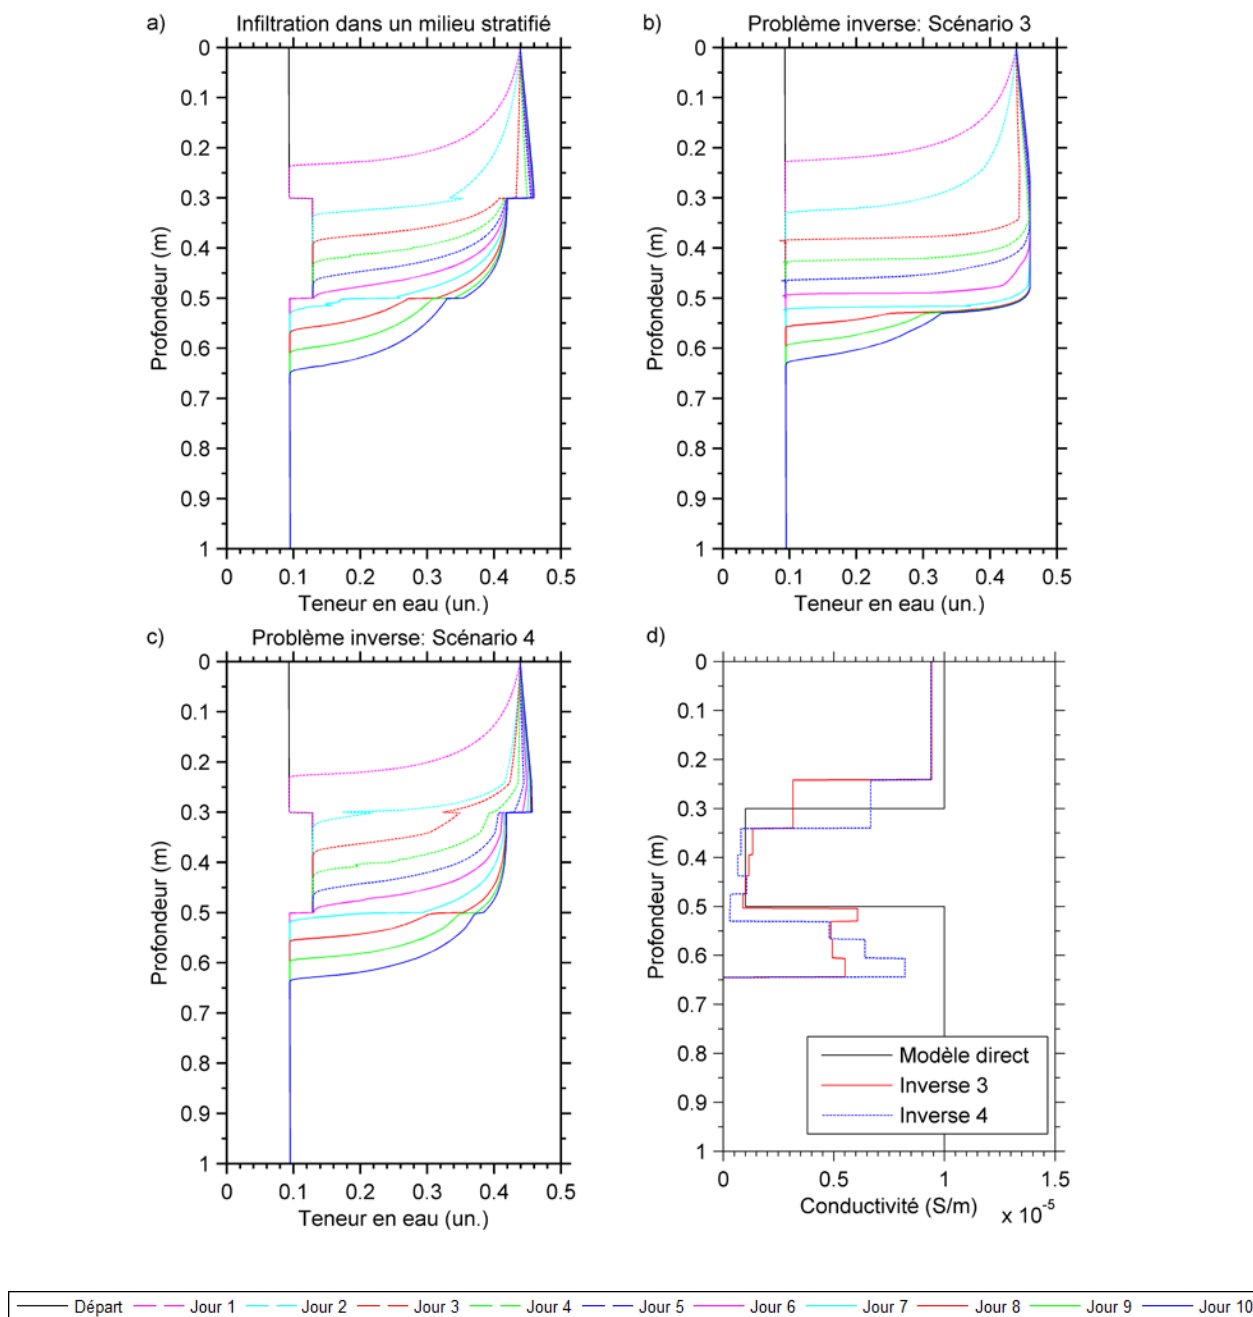 a) Infiltration dans un milieu stratifié
0
0.1
0.2
0.3
0.4
0.5
0.6
0.7
0.8
0.9
1
Profondeur (m)
0 0.1 0.2 0.3 0.4 0.5
Teneur en eau (un.)
b) Problème inverse: Scénario 3
0
0.1
0.2
0.3
0.4
0.5
0.6
0.7
0.8
0.9
1
Profondeur (m)
0 0.1 0.2 0.3 0.4 0.5
Teneur en eau (un.)
c) Problème inverse: Scénario 4
0
0.1
0.2
0.3
0.4
0.5
0.6
0.7
0.8
0.9
1
Profondeur (m)
0 0.1 0.2 0.3 0.4 0.5
Teneur en eau (un.)
d)
0
0.1
0.2
0.3
0.4
0.5
0.6
0.7
0.8
0.9
1
Profondeur (m)
Modèle direct
Inverse 3
Inverse 4
0 0.5 1 1.5
Conductivité (S/m) x 10⁻⁵
Départ Jour 1 Jour 2 Jour 3 Jour 4 Jour 5 Jour 6 Jour 7 Jour 8 Jour 9 Jour 10